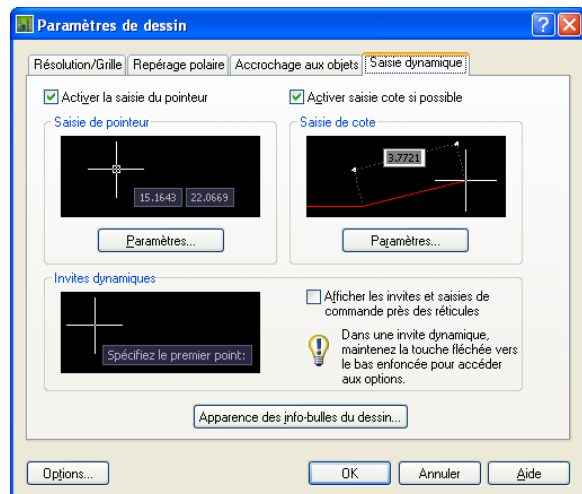 Paramètres de dessin
Résolution/Grille Repérage polaire Accrochage aux objets Saisie dynamique
Activer la saisie du pointeur
Activer saisie cote si possible
Saisie de pointeur
15.1643 22.0669
Paramètres...
Saisie de cote
3.7721
Paramètres...
Invites dynamiques
Spécifiez le premier point:
Afficher les invites et saisies de
commande près des réticules
Dans une invite dynamique,
maintenez la touche fléchée vers
le bas enfoncée pour accéder
aux options.
Apparence des info-bulles du dessin...
Options...
OK
Annuler
Aide